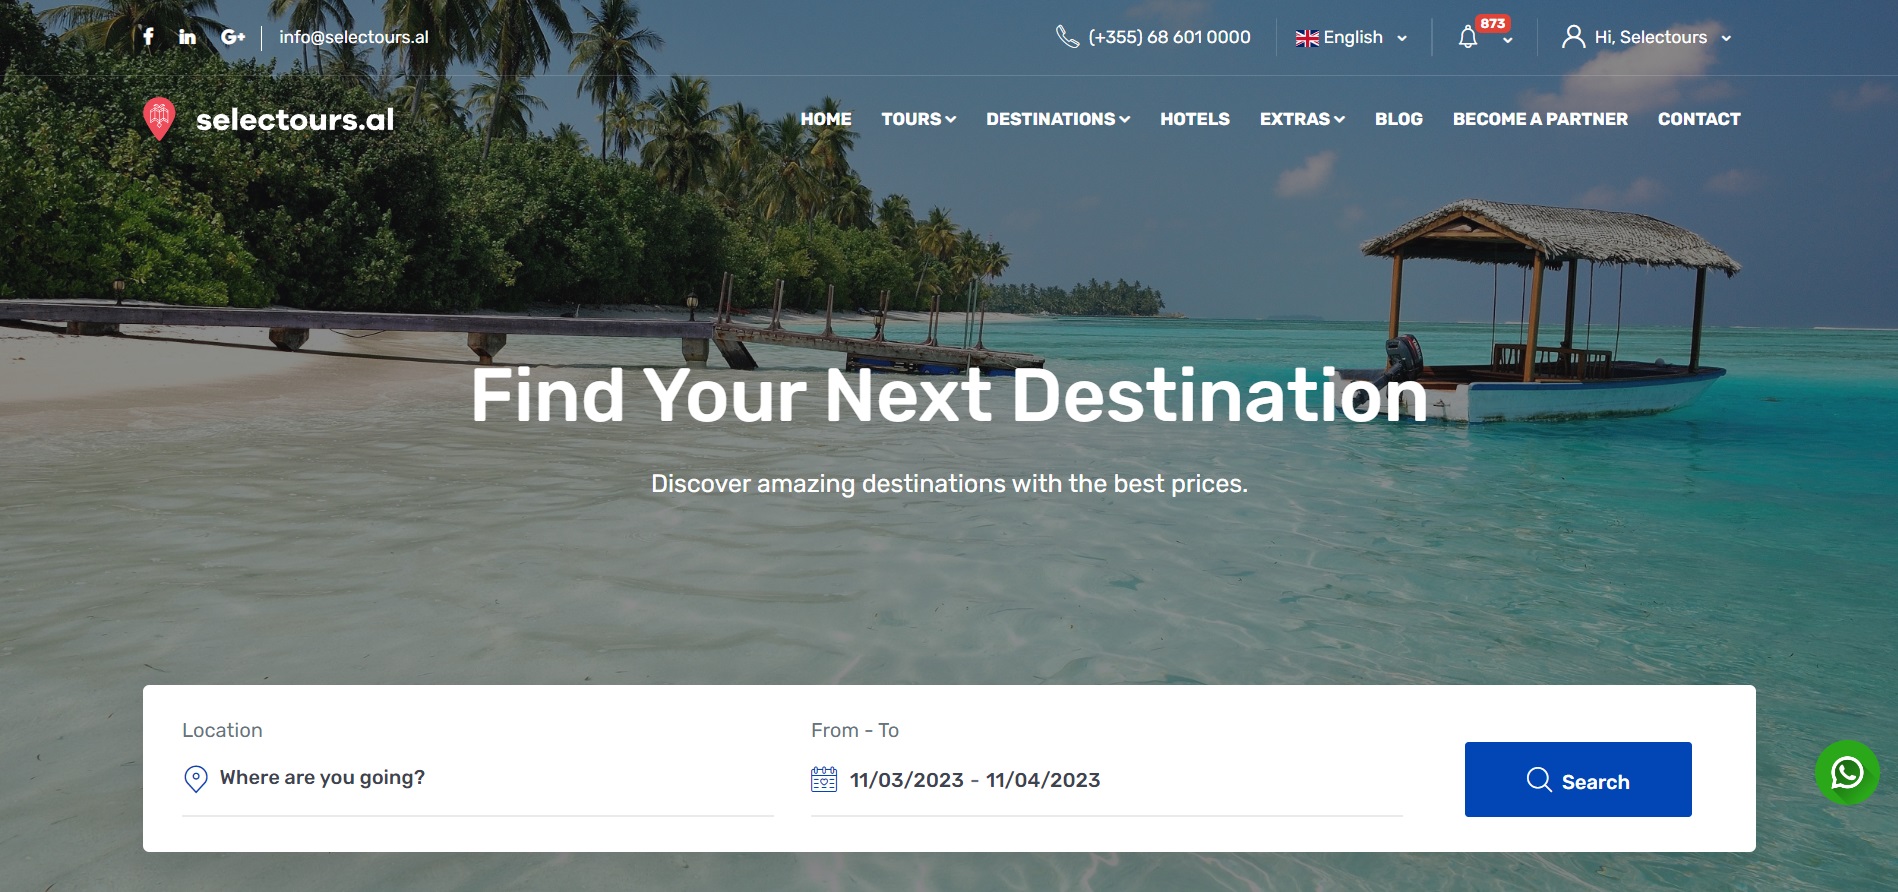 info@selectours.al
(+355) 68 601 0000
English
873
Hi, Selectours
selectours.al
HOME TOURS DESTINATIONS HOTELS EXTRAS BLOG BECOME A PARTNER CONTACT
Find Your Next Destination
Discover amazing destinations with the best prices.
Location
Where are you going?
From - To
11/03/2023 - 11/04/2023
Search